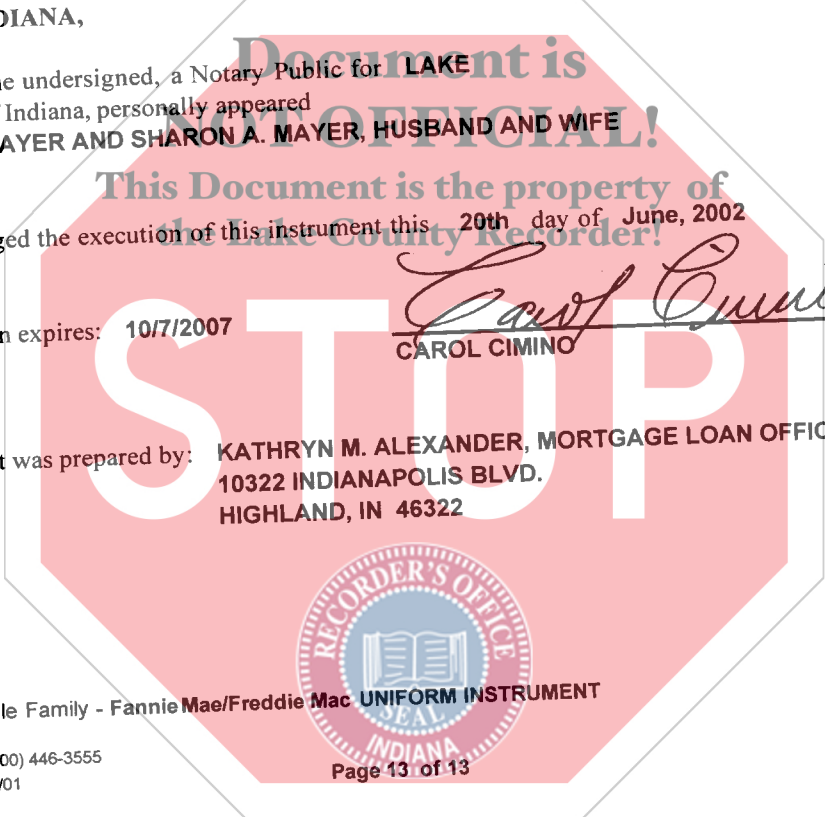 DIANA,
Document is
e undersigned, a Notary Public for LAKE
Indiana, personally appeared
NOT OFFICIAL!
AYER AND SHARON A. MAYER, HUSBAND AND WIFE
This Document is the property of
ged the execution of this instrument this 20th day of June, 2002
the Lake County Recorder!
Carol Cimino
n expires: 10/7/2007
CAROL CIMINO
STOP
t was prepared by: KATHRYN M. ALEXANDER, MORTGAGE LOAN OFFIC
10322 INDIANAPOLIS BLVD.
HIGHLAND, IN 46322
RECORDER'S OFFICE
SEAL
INDIANA
le Family - Fannie Mae/Freddie Mac UNIFORM INSTRUMENT
00) 446-3555
/01
Page 13 of 13